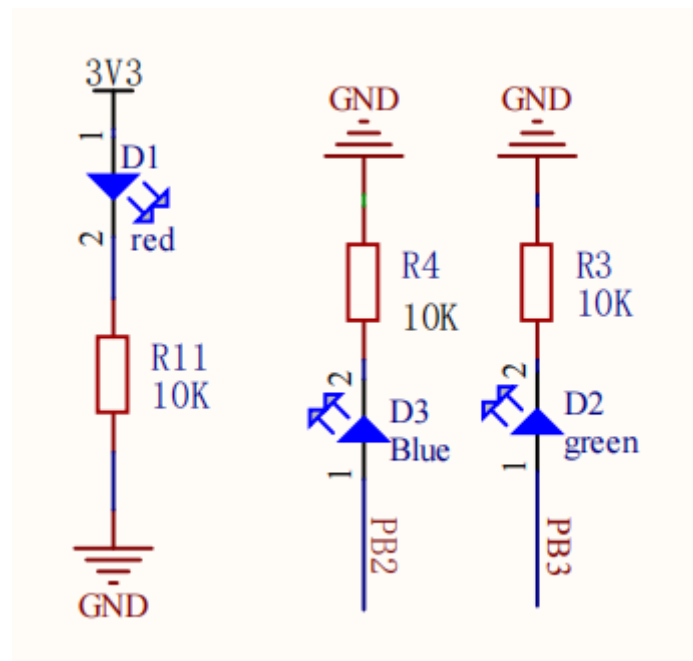 3V3
1
D1
red
2
R11
10K
GND
GND
R4
10K
2
D3
Blue
1
PB2
GND
R3
10K
2
D2
green
1
PB3